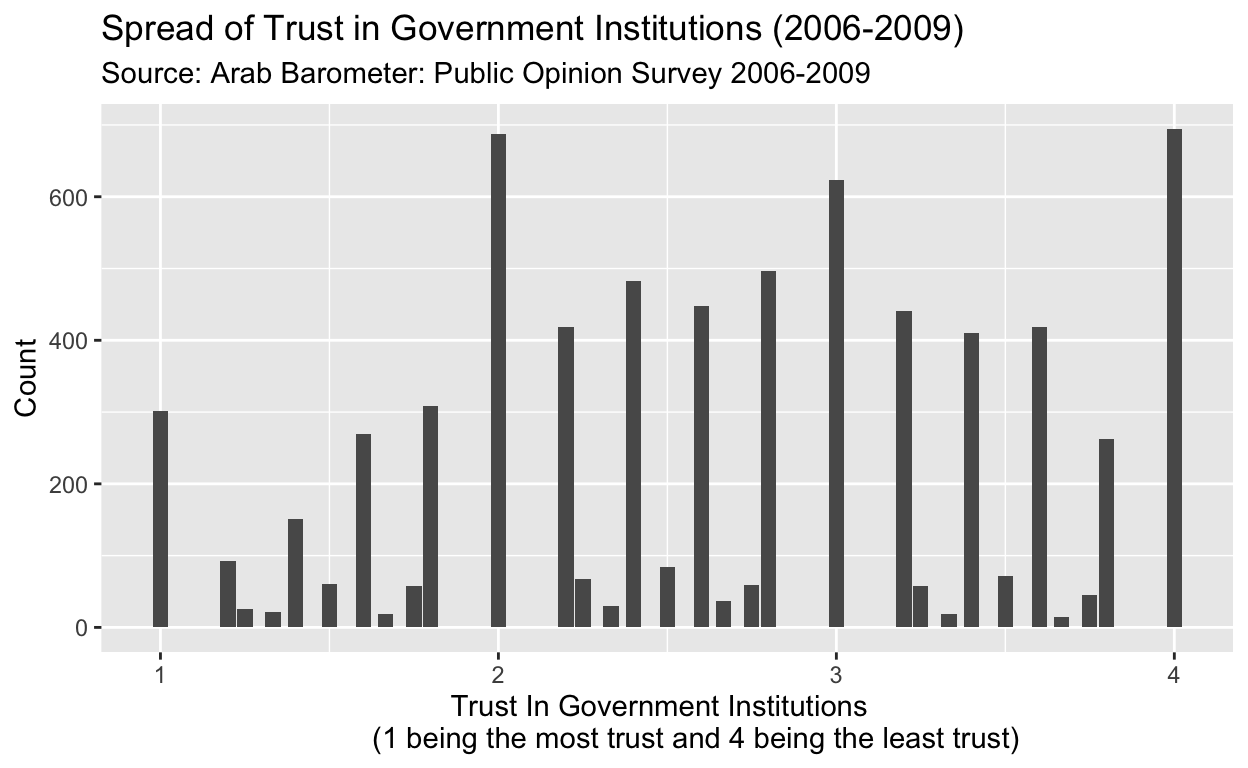 Spread of Trust in Government Institutions (2006-2009)
Source: Arab Barometer: Public Opinion Survey 2006-2009
Count
600
400
200
0
1 2 3 4
Trust In Government Institutions
(1 being the most trust and 4 being the least trust)